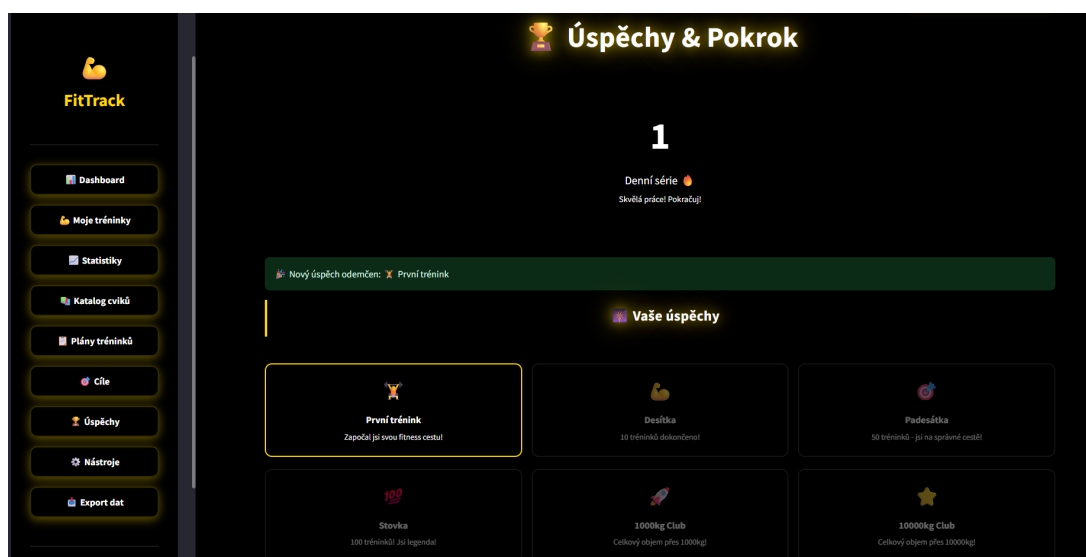 FitTrack
Dashboard
Moje tréninky
Statistiky
Katalog cviků
Plány tréninků
Cíle
Úspěchy
Nástroje
Export dat
Úspěchy & Pokrok
1
Denní série
Skvělá práce! Pokračuj!
Nový úspěch odemčen: První trénink
Vaše úspěchy
První trénink
Započal jsi svou fitness cestu!
Desítka
10 tréninků dokončeno!
Padesátka
50 tréninků - jsi na správné cestě!
100
Stovka
100 tréninků! Jsi legenda!
1000kg Club
Celkový objem přes 1000kg!
10000kg Club
Celkový objem přes 10000kg!